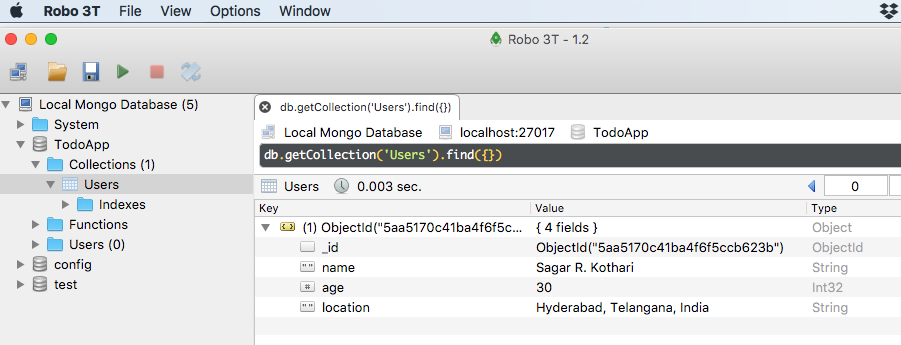 Robo 3T File View Options Window
Robo 3T - 1.2
Local Mongo Database (5)
System
TodoApp
Collections (1)
Users
Indexes
Functions
Users (0)
config
test
db.getCollection('Users').find({})
Local Mongo Database localhost:27017 TodoApp
db.getCollection('Users').find({})
Users 0.003 sec. 0
Key Value Type
(1) ObjectId("5aa5170c41ba4f6f5c... { 4 fields } Object
_id ObjectId("5aa5170c41ba4f6f5ccb623b") ObjectId
" " name Sagar R. Kothari String
# age 30 Int32
" " location Hyderabad, Telangana, India String